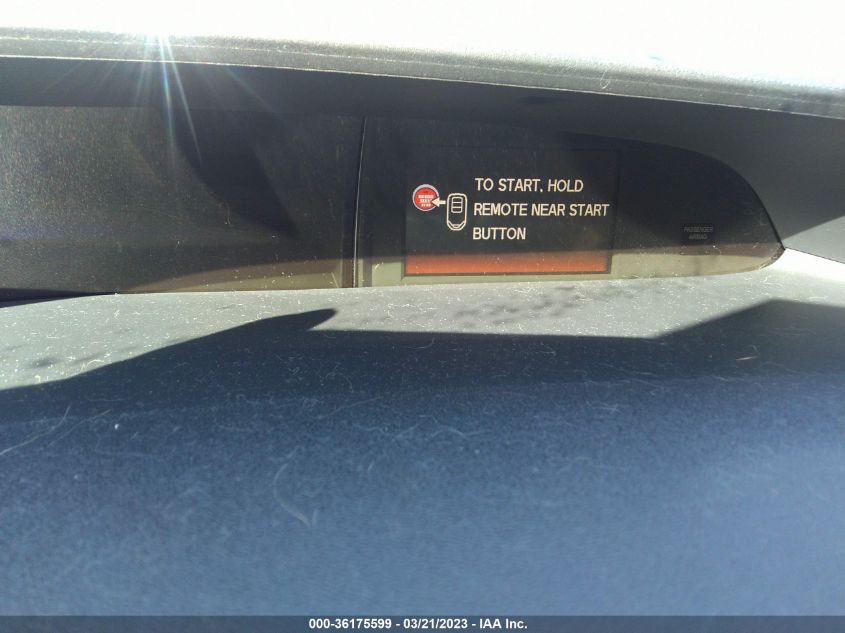 TO START, HOLD
REMOTE NEAR START
BUTTON
PASSENGER
AIRBAG
000-36175599 - 03/21/2023 - IAA Inc.